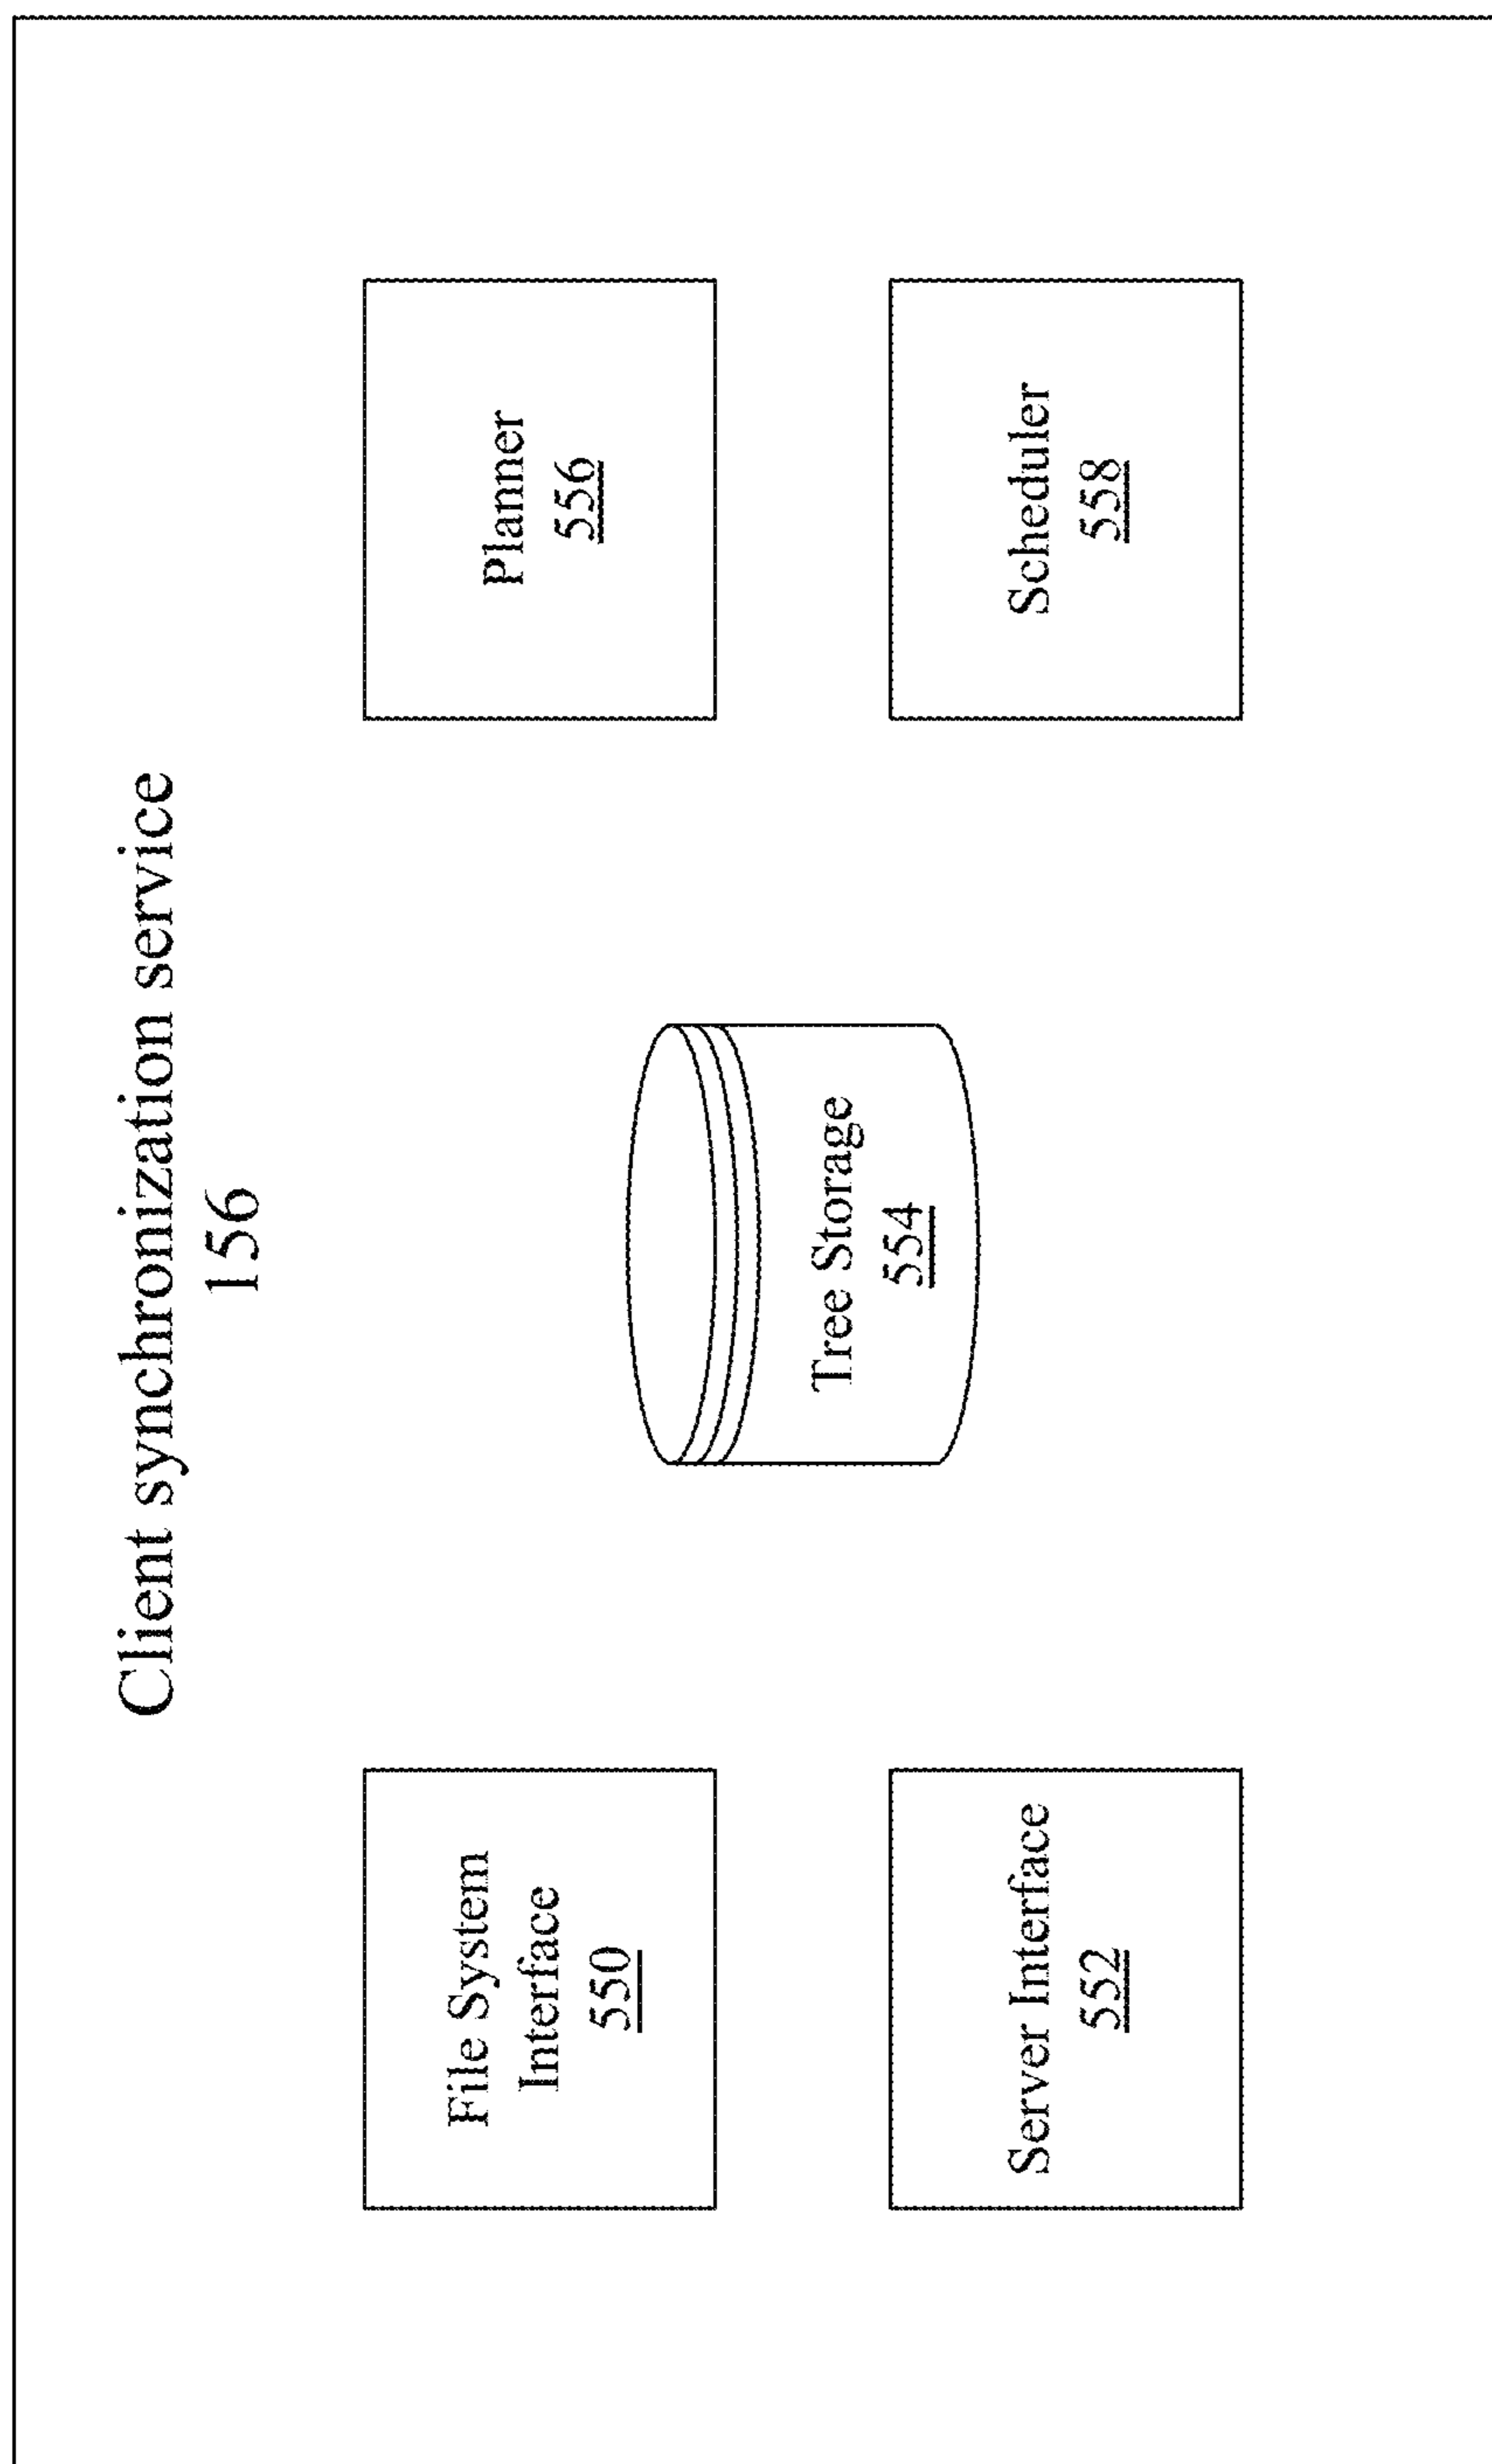 Client synchronization service
156
File System
Interface
550
Server Interface
552
Tree Storage
554
Planner
556
Scheduler
558